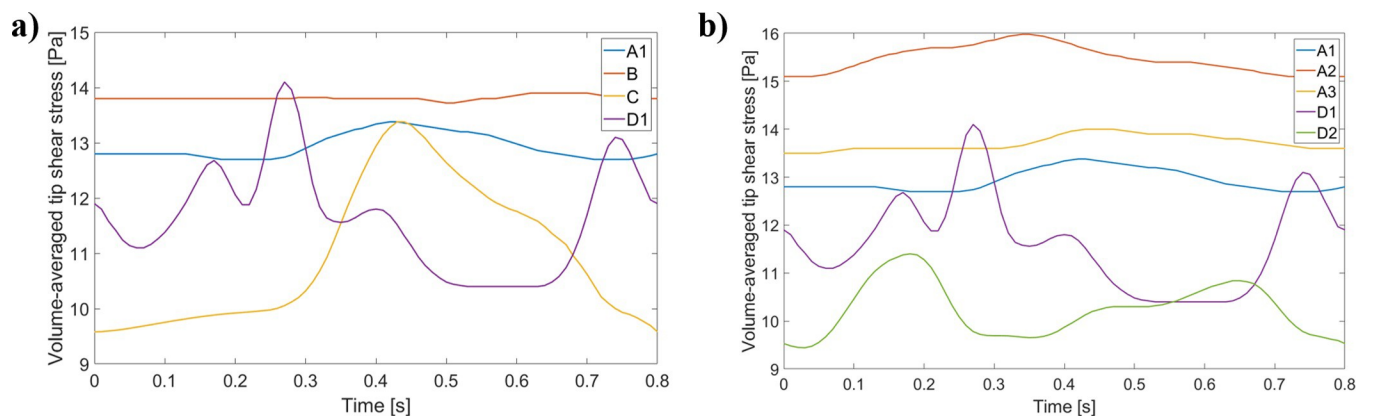 a)
Volume-averaged tip shear stress [Pa]
15
14
13
12
11
10
9
0 0.1 0.2 0.3 0.4 0.5 0.6 0.7 0.8
Time [s]
A1
B
C
D1
b)
Volume-averaged tip shear stress [Pa]
16
15
14
13
12
11
10
9
0 0.1 0.2 0.3 0.4 0.5 0.6 0.7 0.8
Time [s]
A1
A2
A3
D1
D2